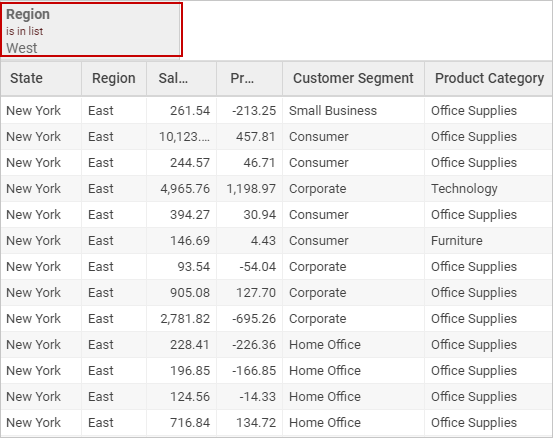 Region
is in list
West
State Region Sal... Pr... Customer Segment Product Category
New York East 261.54 -213.25 Small Business Office Supplies
New York East 10,123.... 457.81 Consumer Office Supplies
New York East 244.57 46.71 Consumer Office Supplies
New York East 4,965.76 1,198.97 Corporate Technology
New York East 394.27 30.94 Consumer Office Supplies
New York East 146.69 4.43 Consumer Furniture
New York East 93.54 -54.04 Corporate Office Supplies
New York East 905.08 127.70 Corporate Office Supplies
New York East 2,781.82 -695.26 Corporate Office Supplies
New York East 228.41 -226.36 Home Office Office Supplies
New York East 196.85 -166.85 Home Office Office Supplies
New York East 124.56 -14.33 Home Office Office Supplies
New York East 716.84 134.72 Home Office Office Supplies